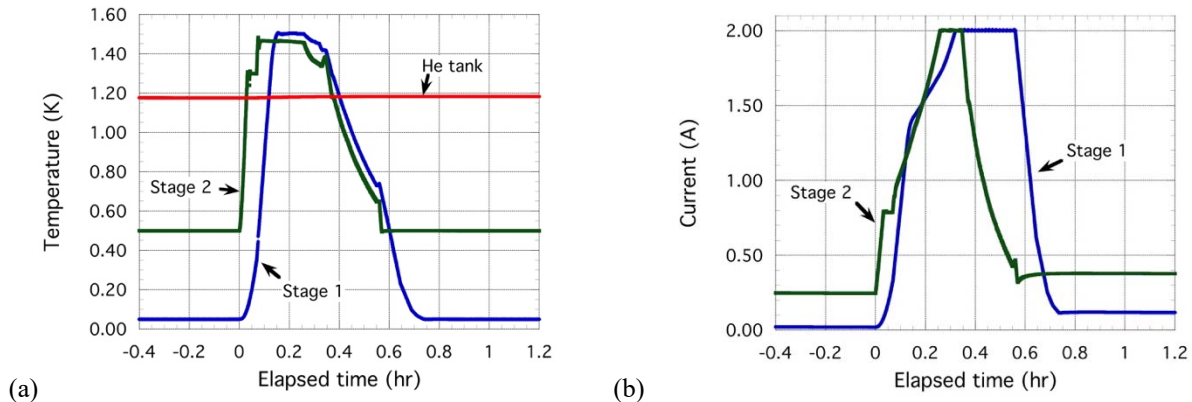 1.60
1.40
1.20
1.00
0.80
0.60
0.40
0.20
0.00
Temperature (K)
He tank
Stage 2
Stage 1
-0.4 -0.2 0 0.2 0.4 0.6 0.8 1 1.2
Elapsed time (hr)
(a)
2.00
1.50
1.00
0.50
0.00
Current (A)
Stage 1
Stage 2
-0.4 -0.2 0 0.2 0.4 0.6 0.8 1 1.2
Elapsed time (hr)
(b)